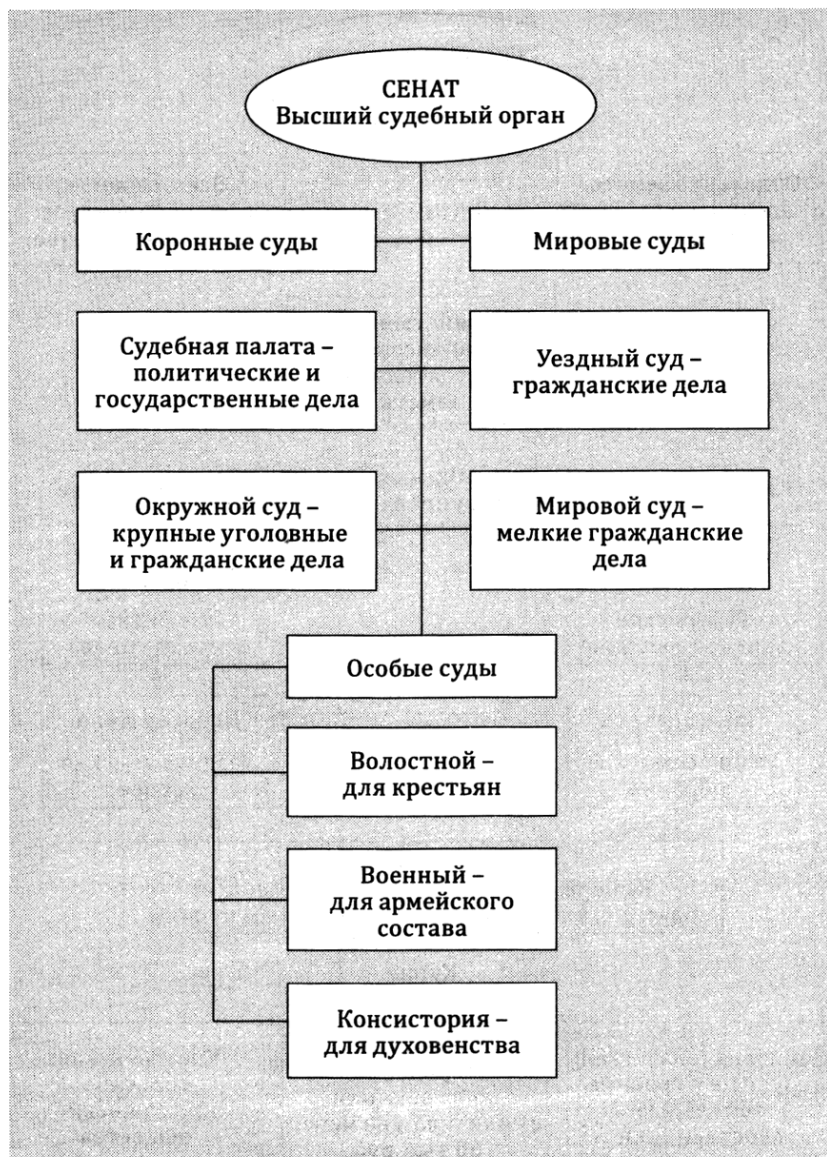 СЕНАТ
Высший судебный орган
Коронные суды
Мировые суды
Судебная палата –
политические и
государственные дела
Уездный суд –
гражданские дела
Окружной суд –
крупные уголовные
и гражданские дела
Мировой суд –
мелкие гражданские
дела
Особые суды
Волостной –
для крестьян
Военный –
для армейского
состава
Консистория –
для духовенства